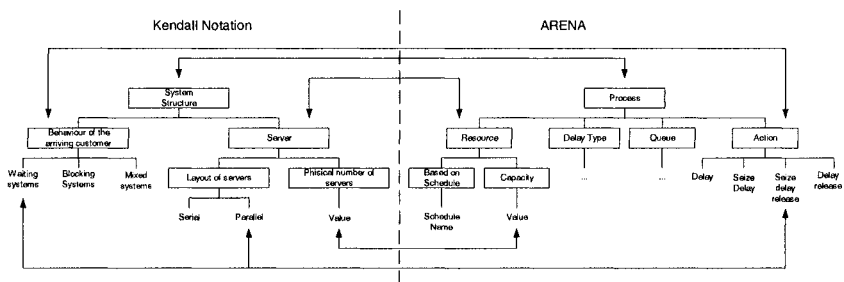 Kendall Notation
ARENA
System
Structure
Process
Behaviour of the
arriving customer
Server
Resource
Delay Type
Queue
Action
Waiting
systems
Blocking
Systems
Mixed
systems
Layout of servers
Phisical number of
servers
Based on
Schedule
Capacity
...
...
Delay
Seize
Delay
Seize
delay
release
Delay
release
Serial
Parallel
Value
Schedule
Name
Value